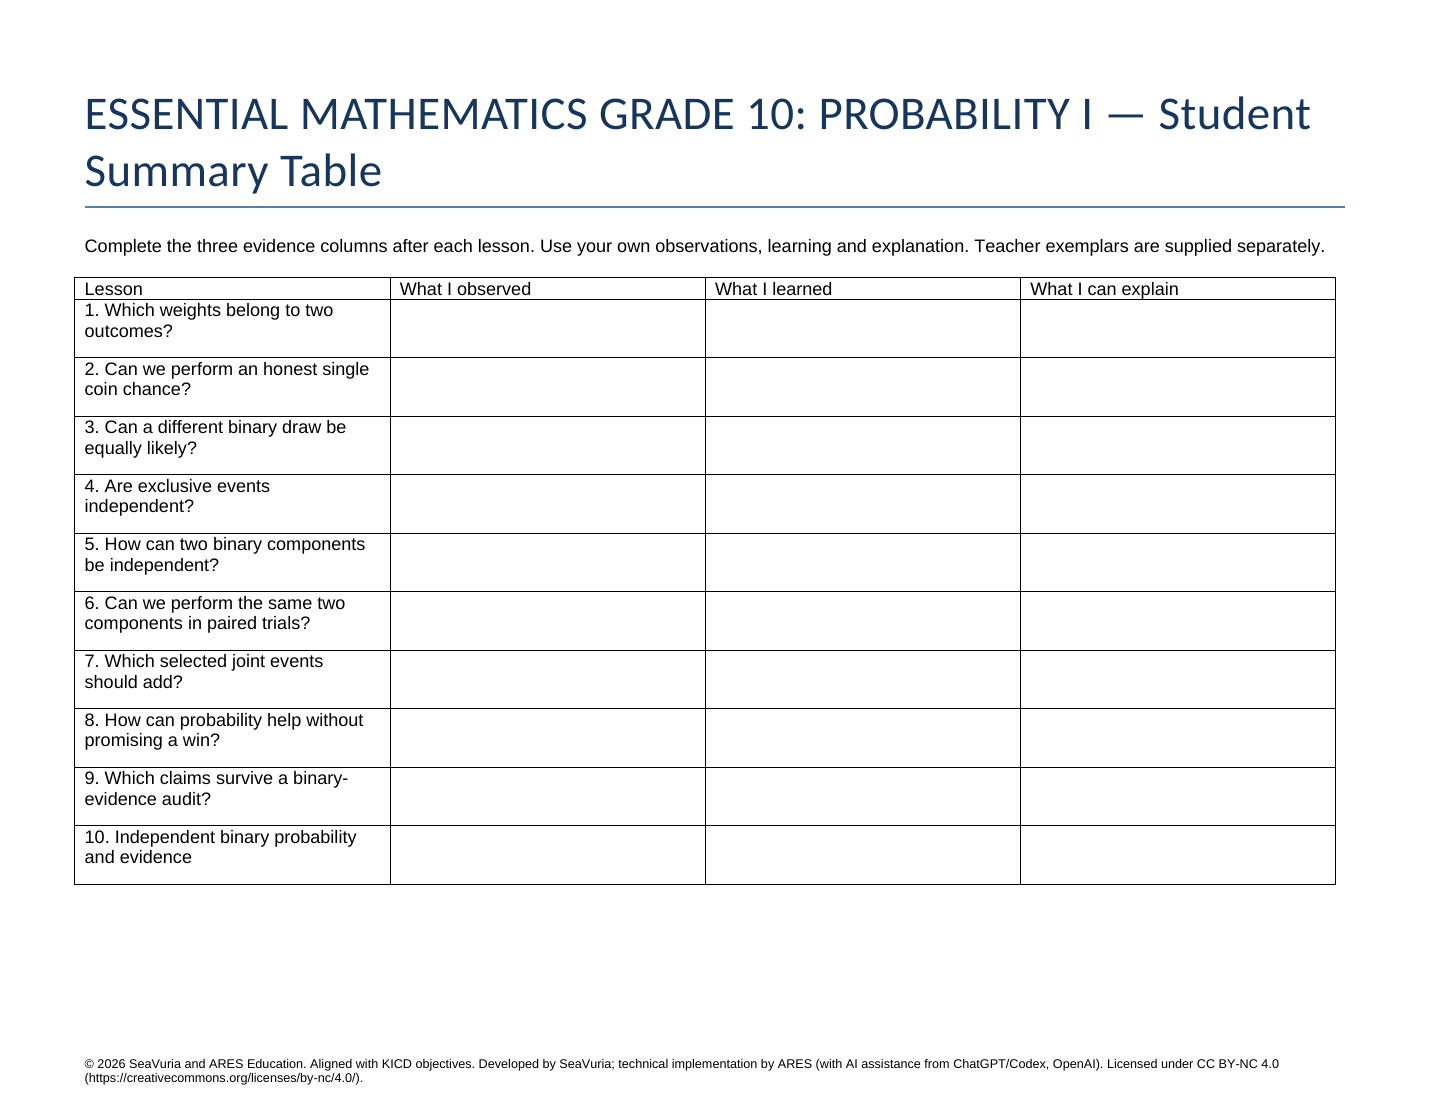 ESSENTIAL MATHEMATICS GRADE 10: PROBABILITY I — Student
Summary Table
Complete the three evidence columns after each lesson. Use your own observations, learning and explanation. Teacher exemplars are supplied separately.
Lesson What I observed What I learned What I can explain
1. Which weights belong to two
outcomes?
2. Can we perform an honest single
coin chance?
3. Can a different binary draw be
equally likely?
4. Are exclusive events
independent?
5. How can two binary components
be independent?
6. Can we perform the same two
components in paired trials?
7. Which selected joint events
should add?
8. How can probability help without
promising a win?
9. Which claims survive a binary-
evidence audit?
10. Independent binary probability
and evidence
© 2026 SeaVuria and ARES Education. Aligned with KICD objectives. Developed by SeaVuria; technical implementation by ARES (with AI assistance from ChatGPT/Codex, OpenAI). Licensed under CC BY-NC 4.0
(https://creativecommons.org/licenses/by-nc/4.0/).